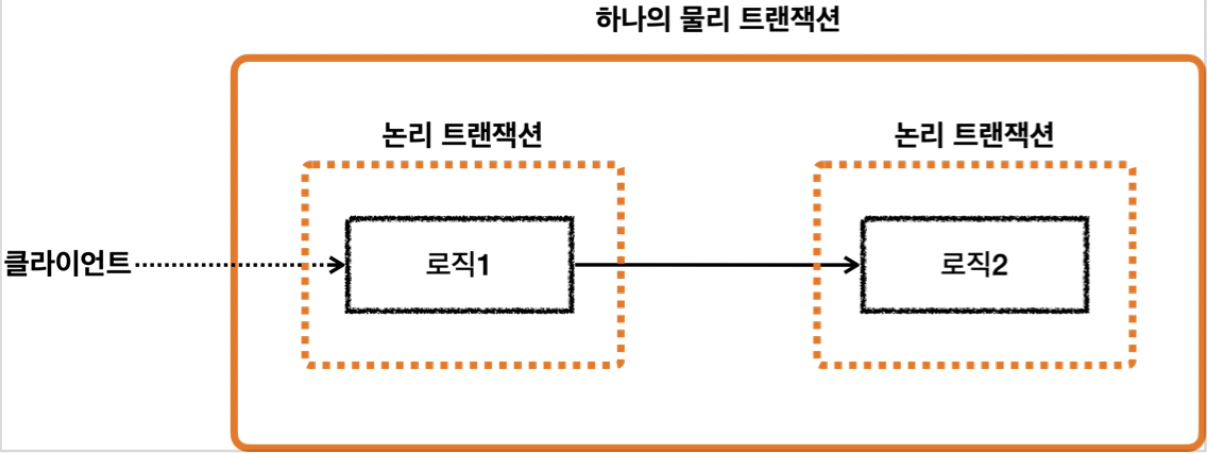 하나의 물리 트랜잭션
논리 트랜잭션
논리 트랜잭션
클라이언트
로직1
로직2